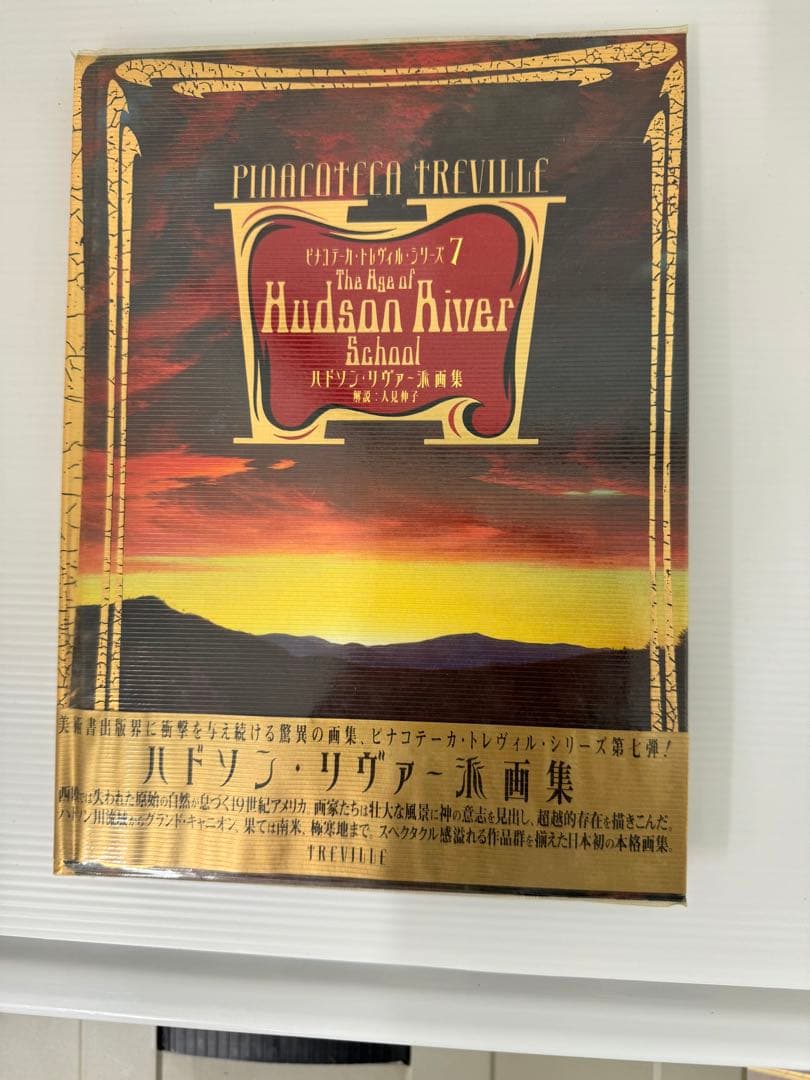 PINACOTECA TREVILLE
ピナコテーカ・トレヴィル・シリーズ 7
The Age of
Hudson River
School
ハドソン・リヴァー派画集
解説:人見伸子
美術書出版界に衝撃を与え続ける驚異の画集、ピナコテーカ・トレヴィル・シリーズ第七弾!
ハドソン・リヴァー派画集
西欧では失われた原始の自然が息づく19世紀アメリカ。画家たちは壮大な風景に神の意志を見出し、超越的存在を描きこんだ。
ハドソン川流域からグランド・キャニオン、果ては南米、極寒地まで。スペクタクル感溢れる作品群を揃えた日本初の本格画集。
TREVILLE